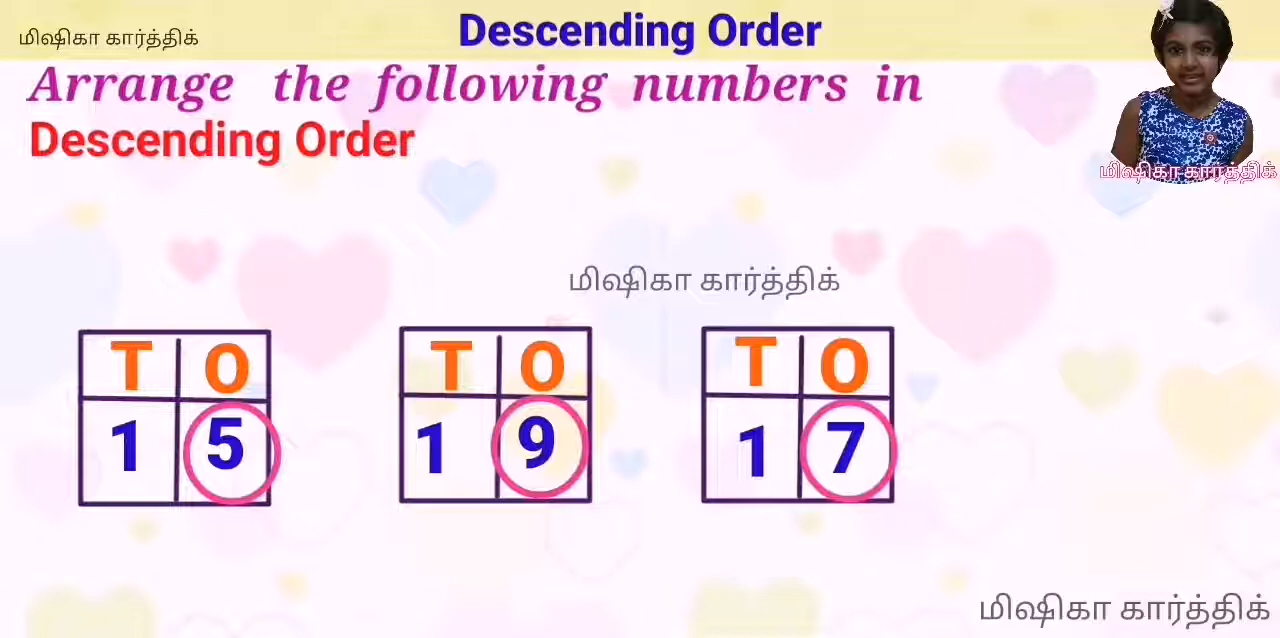 மிஷிகா கார்த்திக்
Descending Order
Arrange the following numbers in
Descending Order
மிஷிகா கார்த்திக்
மிஷிகா கார்த்திக்
T O T O T O
1 5 1 9 1 7
மிஷிகா கார்த்திக்